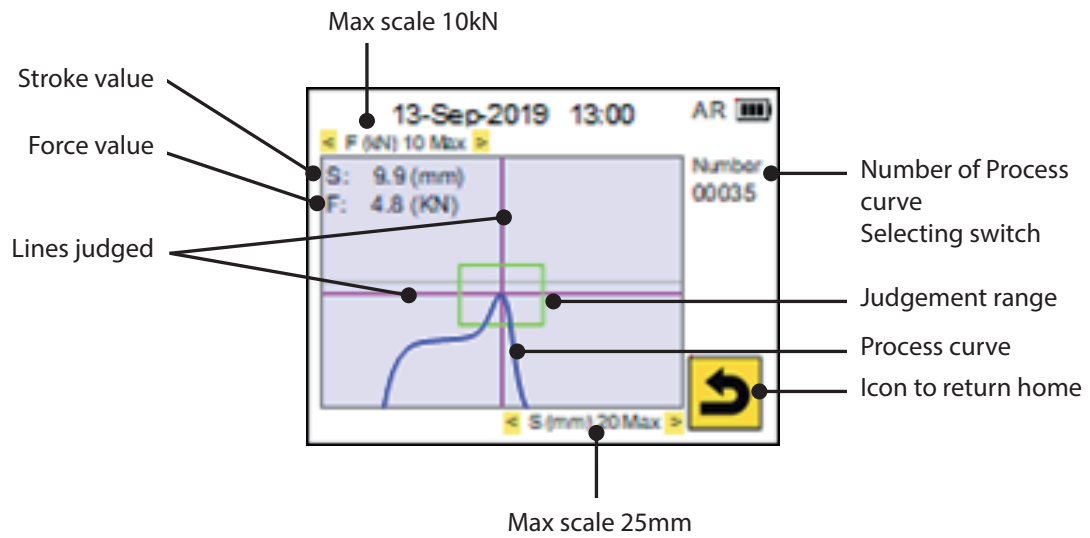 Max scale 10kN
Stroke value
Force value
Lines judged
13-Sep-2019 13:00 AR
< F (kN) 10 Max >
S: 9.9 (mm)
F: 4.8 (KN)
Number
00035
< S (mm) 20 Max >
Number of Process
curve
Selecting switch
Judgement range
Process curve
Icon to return home
Max scale 25mm